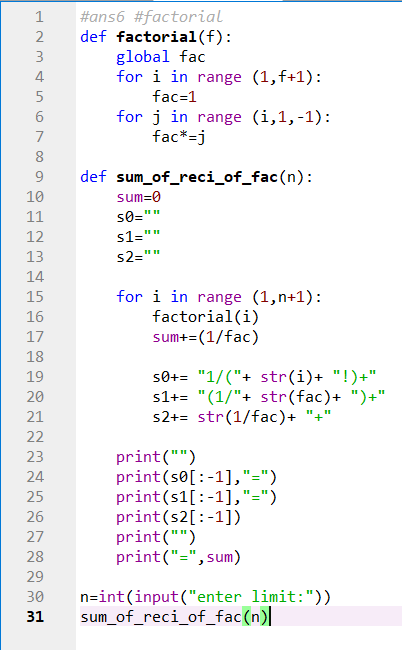 1 #ans6 #factorial
2 def factorial(f):
3     global fac
4     for i in range (1,f+1):
5         fac=1
6     for j in range (i,1,-1):
7         fac*=j
8
9 def sum_of_reci_of_fac(n):
10     sum=0
11     s0=""
12     s1=""
13     s2=""
14
15     for i in range (1,n+1):
16         factorial(i)
17         sum+=(1/fac)
18
19         s0+= "1/("+ str(i)+ "!)+"
20         s1+= "(1/"+ str(fac)+ ")+"
21         s2+= str(1/fac)+ "+"
22
23     print("")
24     print(s0[:-1],"=")
25     print(s1[:-1],"=")
26     print(s2[:-1])
27     print("")
28     print("=",sum)
29
30 n=int(input("enter limit:"))
31 sum_of_reci_of_fac(n)